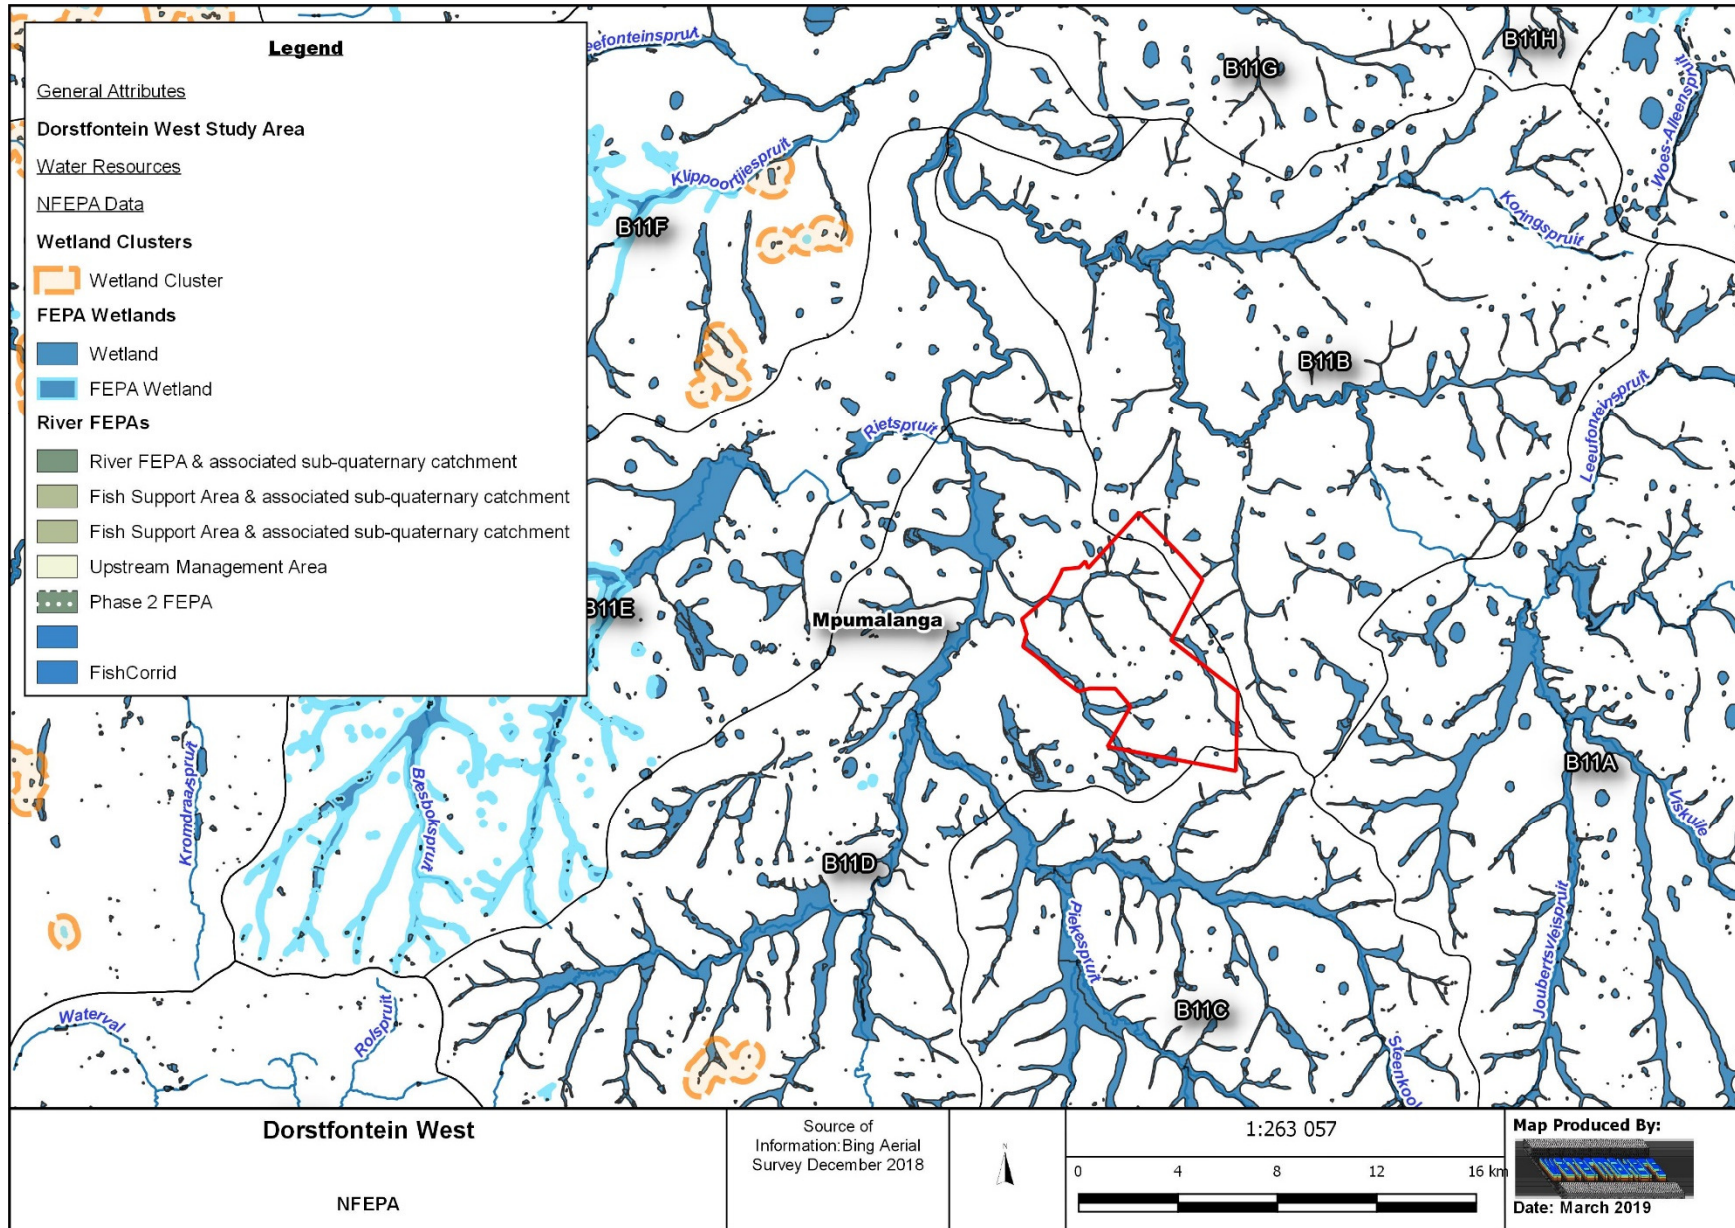 Legend
General Attributes
Dorstfontein West Study Area
Water Resources
NFEPA Data
Wetland Clusters
Wetland Cluster
FEPA Wetlands
Wetland
FEPA Wetland
River FEPAs
River FEPA & associated sub-quaternary catchment
Fish Support Area & associated sub-quaternary catchment
Fish Support Area & associated sub-quaternary catchment
Upstream Management Area
Phase 2 FEPA
FishCorrid
eefonteinspruit
B11G
B11H
Woes-Alleenspruit
Klippoortjiespruit
B11F
Koringspruit
B11B
Leeufonteinspruit
Rietspruit
B11E
Mpumalanga
Kromdraaispruit
Blesbokspruit
B11D
B11A
Viskuile
Piekespruit
Joubertsvleispruit
B11C
Steenkool
Waterval
Rolspruit
Dorstfontein West
NFEPA
Source of
Information:Bing Aerial
Survey December 2018
N
1:263 057
0 4 8 12 16 km
Map Produced By:
Watermakers
Date: March 2019